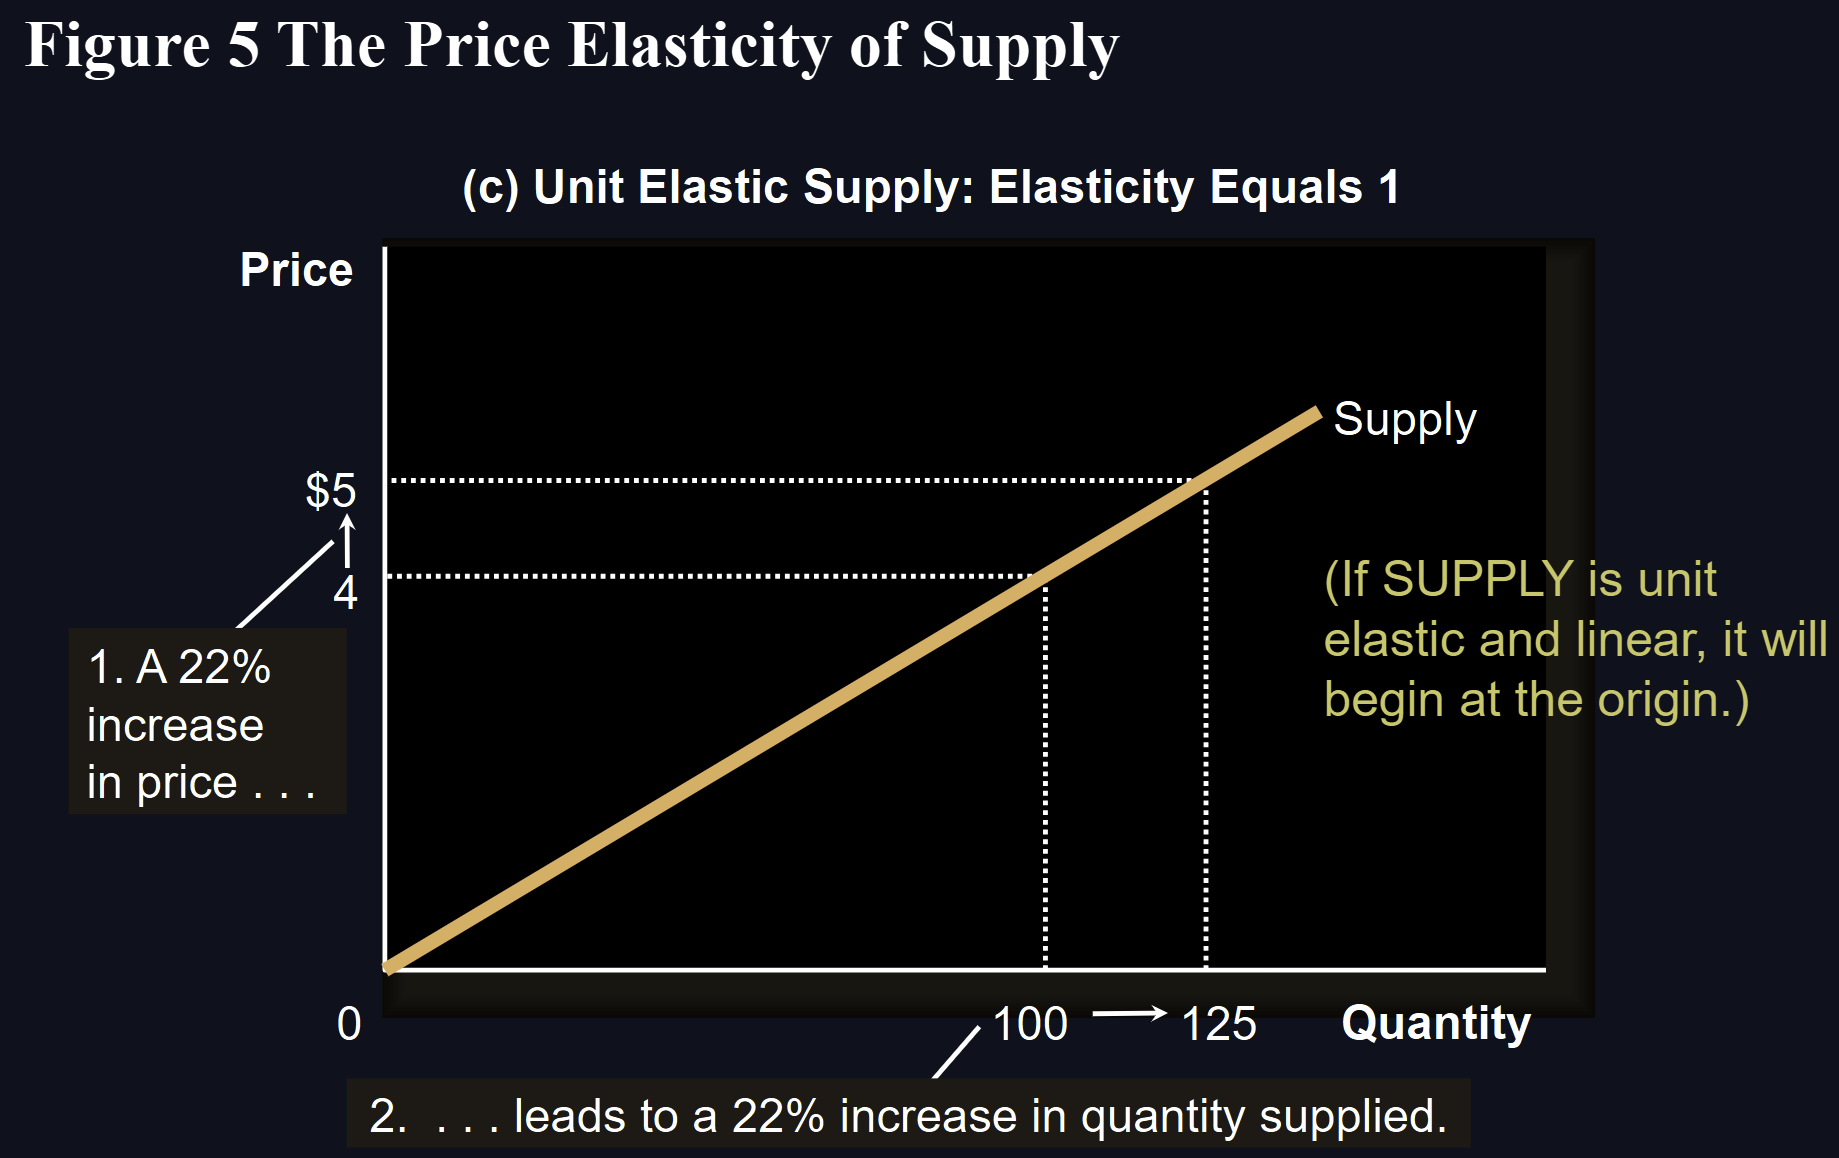 Figure 5 The Price Elasticity of Supply
(c) Unit Elastic Supply: Elasticity Equals 1
Price
Supply
$5
4
(If SUPPLY is unit
elastic and linear, it will
begin at the origin.)
1. A 22%
increase
in price . . .
0
100
125
Quantity
2.  . . . leads to a 22% increase in quantity supplied.